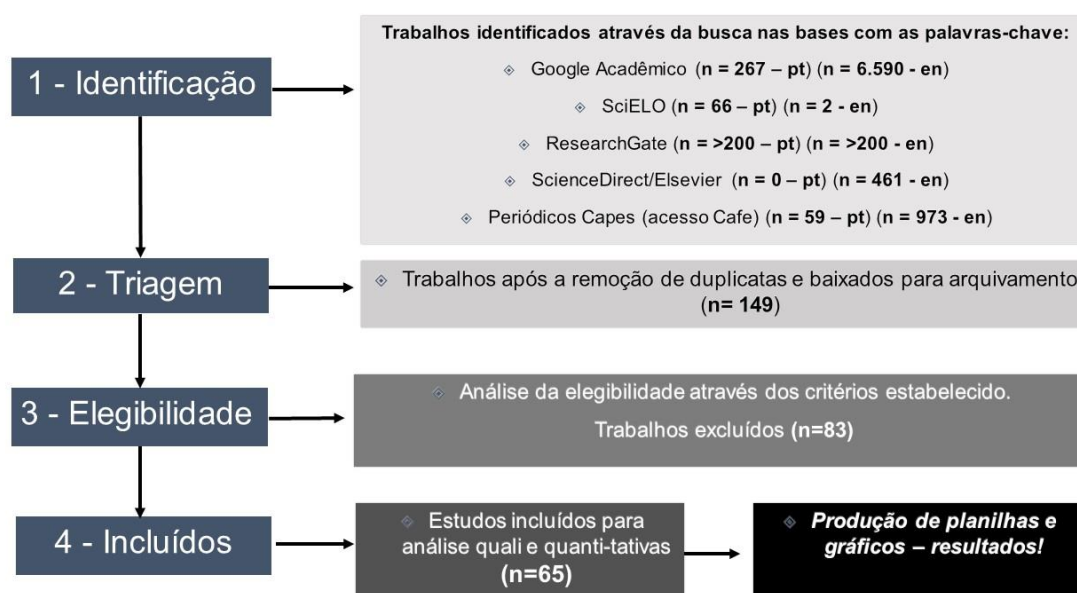 1 - Identificação
Trabalhos identificados através da busca nas bases com as palavras-chave:
Google Acadêmico (n = 267 – pt) (n = 6.590 - en)
SciELO (n = 66 – pt) (n = 2 - en)
ResearchGate (n = >200 – pt) (n = >200 - en)
ScienceDirect/Elsevier (n = 0 – pt) (n = 461 - en)
Periódicos Capes (acesso Cafe) (n = 59 – pt) (n = 973 - en)
2 - Triagem
Trabalhos após a remoção de duplicatas e baixados para arquivamento
(n= 149)
3 - Elegibilidade
Análise da elegibilidade através dos critérios estabelecido.
Trabalhos excluídos (n=83)
4 - Incluídos
Estudos incluídos para
análise quali e quanti-tativas
(n=65)
Produção de planilhas e
gráficos – resultados!